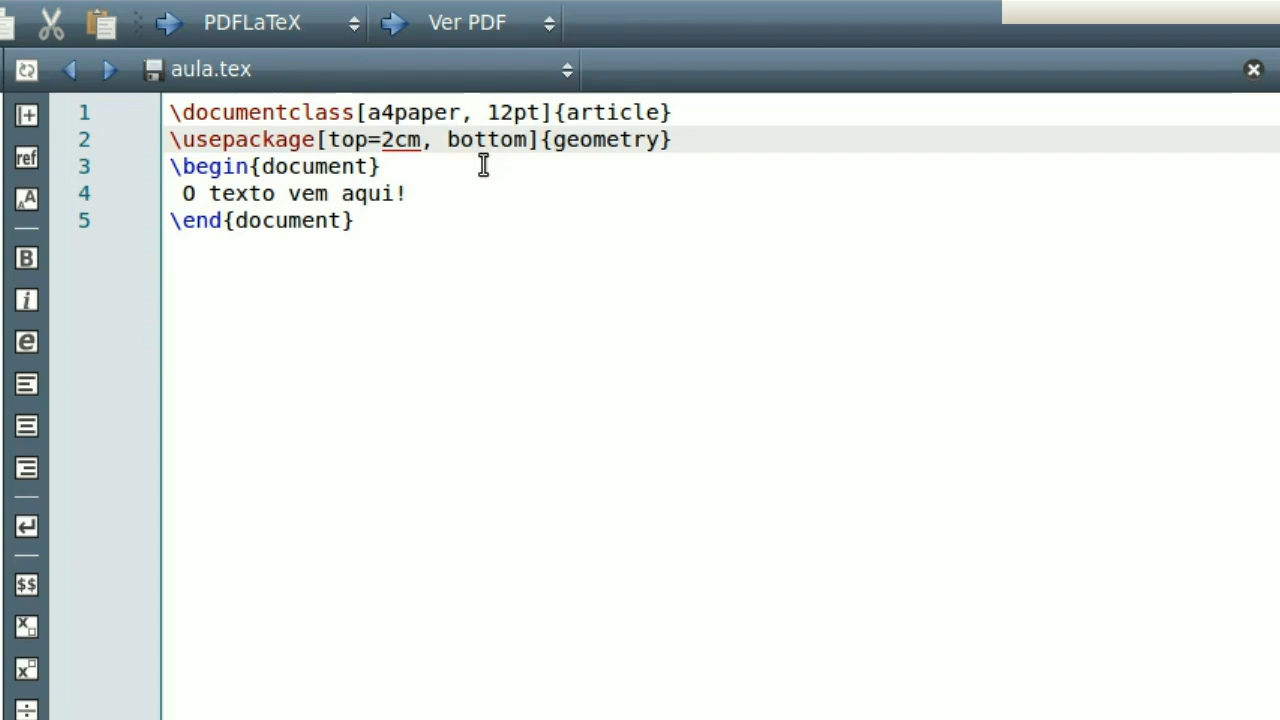 PDFLaTeX Ver PDF
aula.tex
1 \documentclass[a4paper, 12pt]{article}
2 \usepackage[top=2cm, bottom]{geometry}
3 \begin{document}
4 O texto vem aqui!
5 \end{document}
ref
AA
B
i
e
$$
x
x